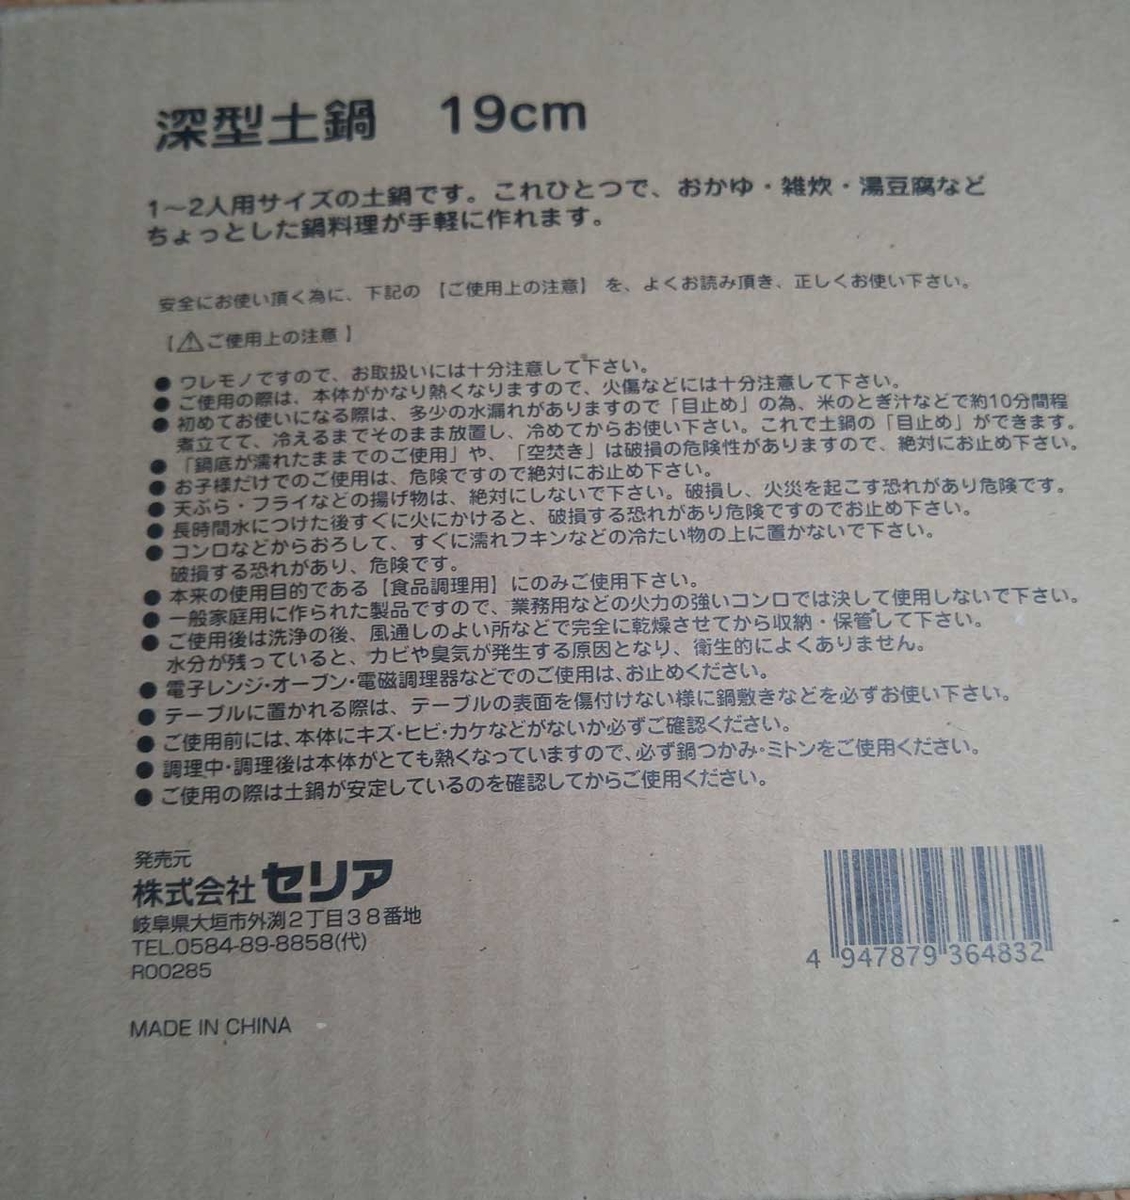 深型土鍋 19cm
1～2人用サイズの土鍋です。これひとつで、おかゆ・雑炊・湯豆腐など
ちょっとした鍋料理が手軽に作れます。
安全にお使い頂く為に、下記の【ご使用上の注意】を、よくお読み頂き、正しくお使い下さい。
【⚠ご使用上の注意】
●ワレモノですので、お取扱いには十分注意して下さい。
●ご使用の際は、本体がかなり熱くなりますので、火傷などには十分注意して下さい。
●初めてお使いになる際は、多少の水漏れがありますので「目止め」の為、米のとぎ汁などで約10分間程
煮立てて、冷えるまでそのまま放置し、冷めてからお使い下さい。これで土鍋の「目止め」ができます。
●「鍋底が濡れたままでのご使用」や、「空焚き」は破損の危険性がありますので、絶対にお止め下さい。
●お子様だけでのご使用は、危険ですので絶対にお止め下さい。
●天ぷら・フライなどの揚げ物は、絶対にしないで下さい。破損し、火災を起こす恐れがあり危険です。
●長時間水につけた後すぐに火にかけると、破損する恐れがあり危険ですのでお止め下さい。
●コンロなどからおろして、すぐに濡れフキンなどの冷たい物の上に置かないで下さい。
破損する恐れがあり、危険です。
●本来の使用目的である【食品調理用】にのみご使用下さい。
●一般家庭用に作られた製品ですので、業務用などの火力の強いコンロでは決して使用しないで下さい。
●ご使用後は洗浄の後、風通しのよい所などで完全に乾燥させてから収納・保管して下さい。
水分が残っていると、カビや臭気が発生する原因となり、衛生的によくありません。
●電子レンジ・オーブン・電磁調理器などでのご使用は、お止めください。
●テーブルに置かれる際は、テーブルの表面を傷付けない様に鍋敷きなどを必ずお使い下さい。
●ご使用前には、本体にキズ・ヒビ・カケなどがないか必ずご確認ください。
●調理中・調理後は本体がとても熱くなっていますので、必ず鍋つかみ・ミトンをご使用ください。
●ご使用の際は土鍋が安定しているのを確認してからご使用ください。
発売元
株式会社セリア
岐阜県大垣市外渕2丁目38番地
TEL.0584-89-8858(代)
R00285
MADE IN CHINA
4 947879 364832